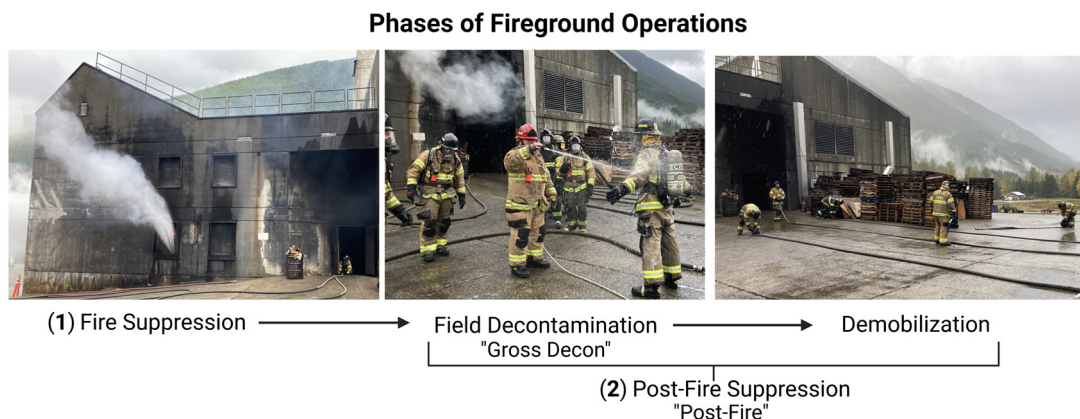 Phases of Fireground Operations
(1) Fire Suppression
Field Decontamination
"Gross Decon"
Demobilization
(2) Post-Fire Suppression
"Post-Fire"